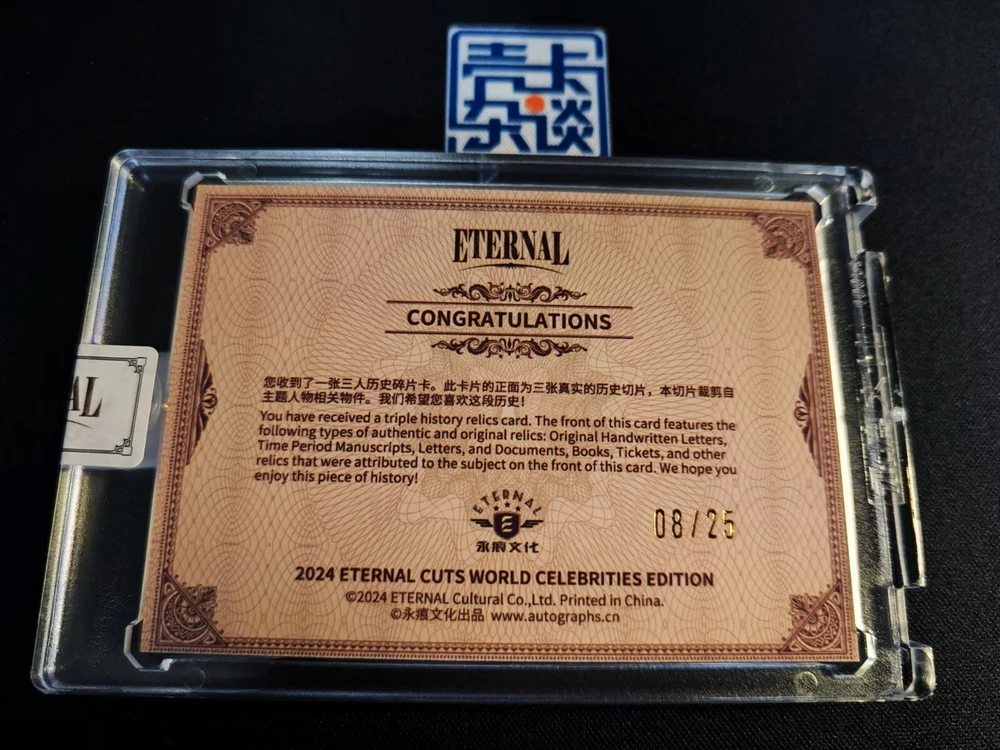 壳卡
杂谈
ETERNAL
CONGRATULATIONS
AL
您收到了一张三人历史碎片卡。此卡片的正面为三张真实的历史切片，本切片裁剪自
主题人物相关物件。我们希望您喜欢这段历史！
You have received a triple history relics card. The front of this card features the
following types of authentic and original relics: Original Handwritten Letters,
Time Period Manuscripts, Letters, and Documents, Books, Tickets, and other
relics that were attributed to the subject on the front of this card. We hope you
enjoy this piece of history!
ETERNAL
永痕文化
08/25
2024 ETERNAL CUTS WORLD CELEBRITIES EDITION
©2024 ETERNAL Cultural Co.,Ltd. Printed in China.
©永痕文化出品 www.autographs.cn